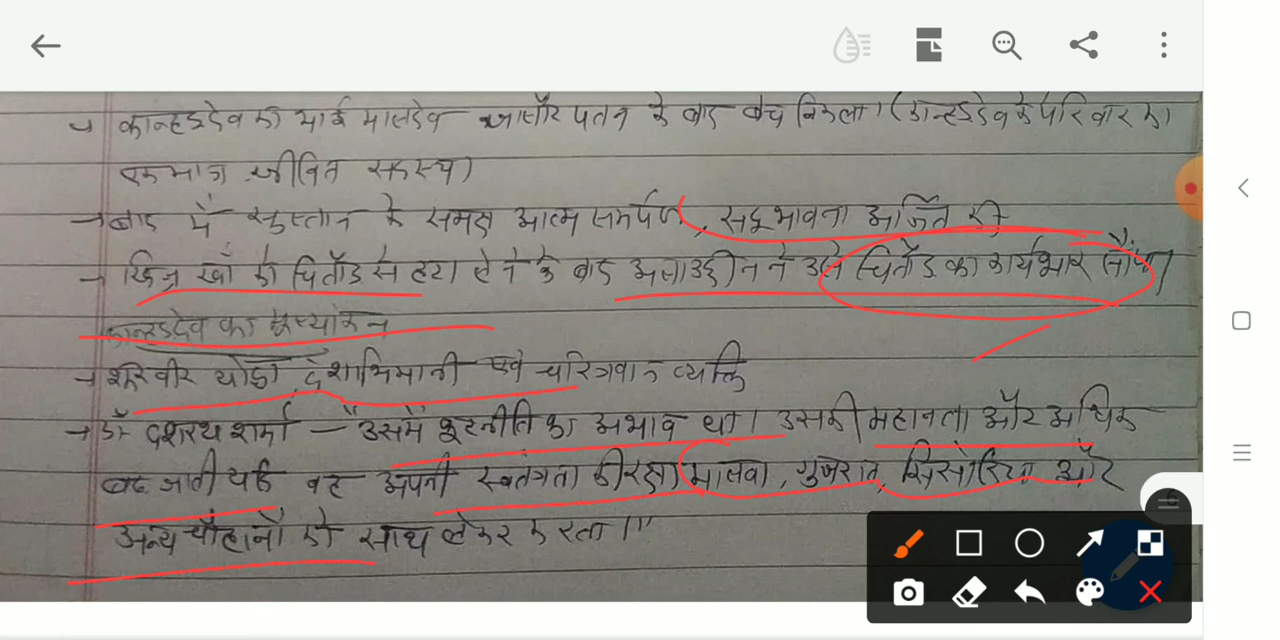 → कान्हड़देव का भाई मालदेव जालौर पतन के बाद बच निकला। (कान्हड़देव के परिवार का
एकमात्र जीवित सदस्य)
→ बाद में सुल्तान के समक्ष आत्म समर्पण, सद्भावना अर्जित की
→ खिज्र खाँ को चित्तौड़ से हटा लेने के बाद अलाउद्दीन ने उसे चित्तौड़ का कार्यभार सौंपा।
कान्हड़देव का मूल्यांकन
→ शूरवीर योद्धा, देशाभिमानी एवं चरित्रवान व्यक्ति
→ डॉ दशरथ शर्मा - "उसमें कूटनीति का अभाव था। उसकी महानता और अधिक
बढ़ जाती यदि वह अपनी स्वतंत्रता की रक्षा मालवा, गुजरात, सिसोदिया और
अन्य चौहानों को साथ लेकर करता।"